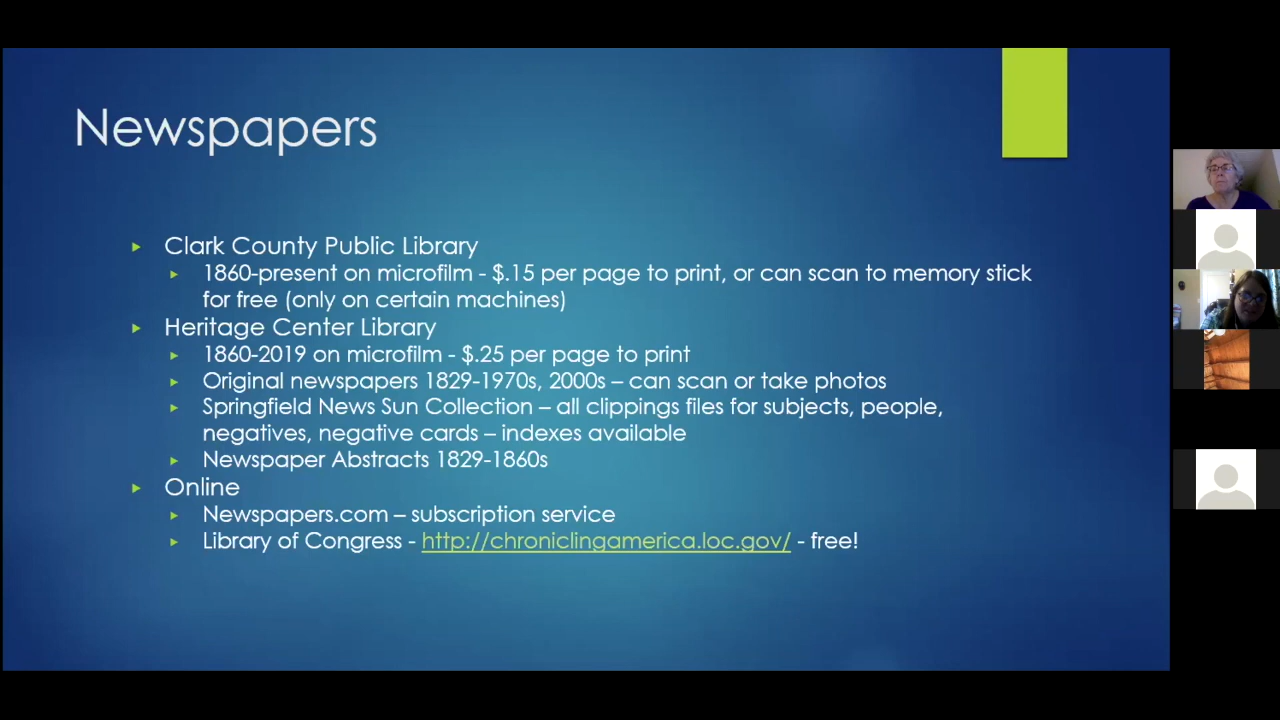 Newspapers
Clark County Public Library
1860-present on microfilm - $.15 per page to print, or can scan to memory stick
for free (only on certain machines)
Heritage Center Library
1860-2019 on microfilm - $.25 per page to print
Original newspapers 1829-1970s, 2000s – can scan or take photos
Springfield News Sun Collection – all clippings files for subjects, people,
negatives, negative cards – indexes available
Newspaper Abstracts 1829-1860s
Online
Newspapers.com – subscription service
Library of Congress - http://chroniclingamerica.loc.gov/ - free!